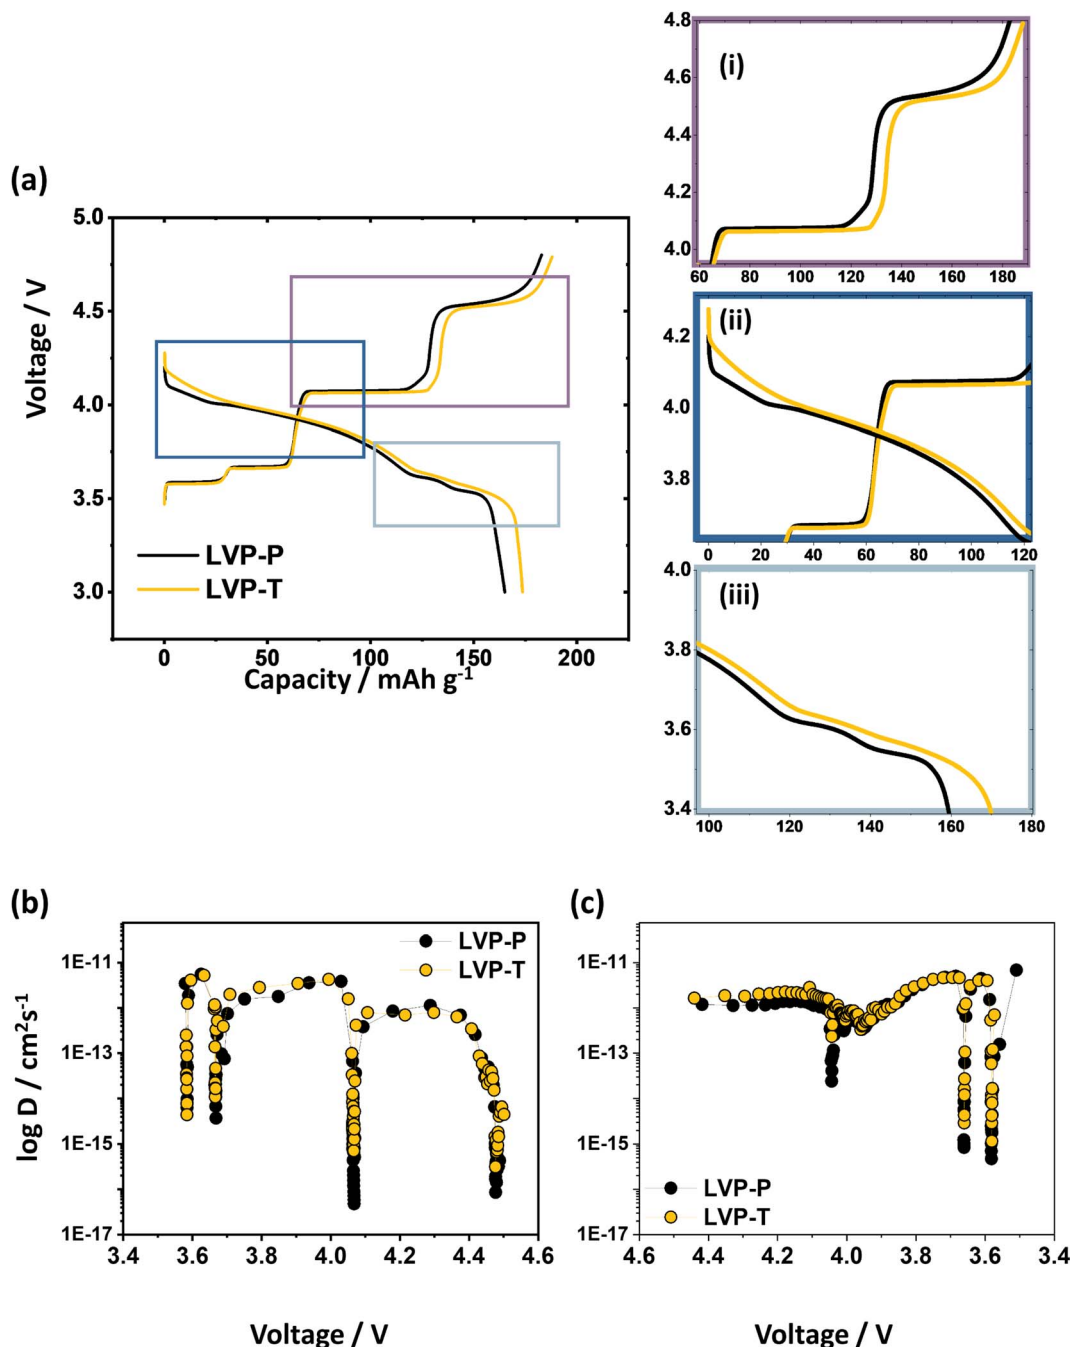 (a)
Voltage / V
5.0
4.5
4.0
3.5
3.0
LVP-P
LVP-T
0 50 100 150 200
Capacity / mAh g⁻¹
(i)
4.8
4.6
4.4
4.2
4.0
60 80 100 120 140 160 180
(ii)
4.2
4.0
3.8
0 20 40 60 80 100 120
(iii)
4.0
3.8
3.6
3.4
100 120 140 160 180
(b)
log D / cm²s⁻¹
1E-11
1E-13
1E-15
1E-17
LVP-P
LVP-T
3.4 3.6 3.8 4.0 4.2 4.4 4.6
Voltage / V
(c)
1E-11
1E-13
1E-15
1E-17
LVP-P
LVP-T
4.6 4.4 4.2 4.0 3.8 3.6 3.4
Voltage / V